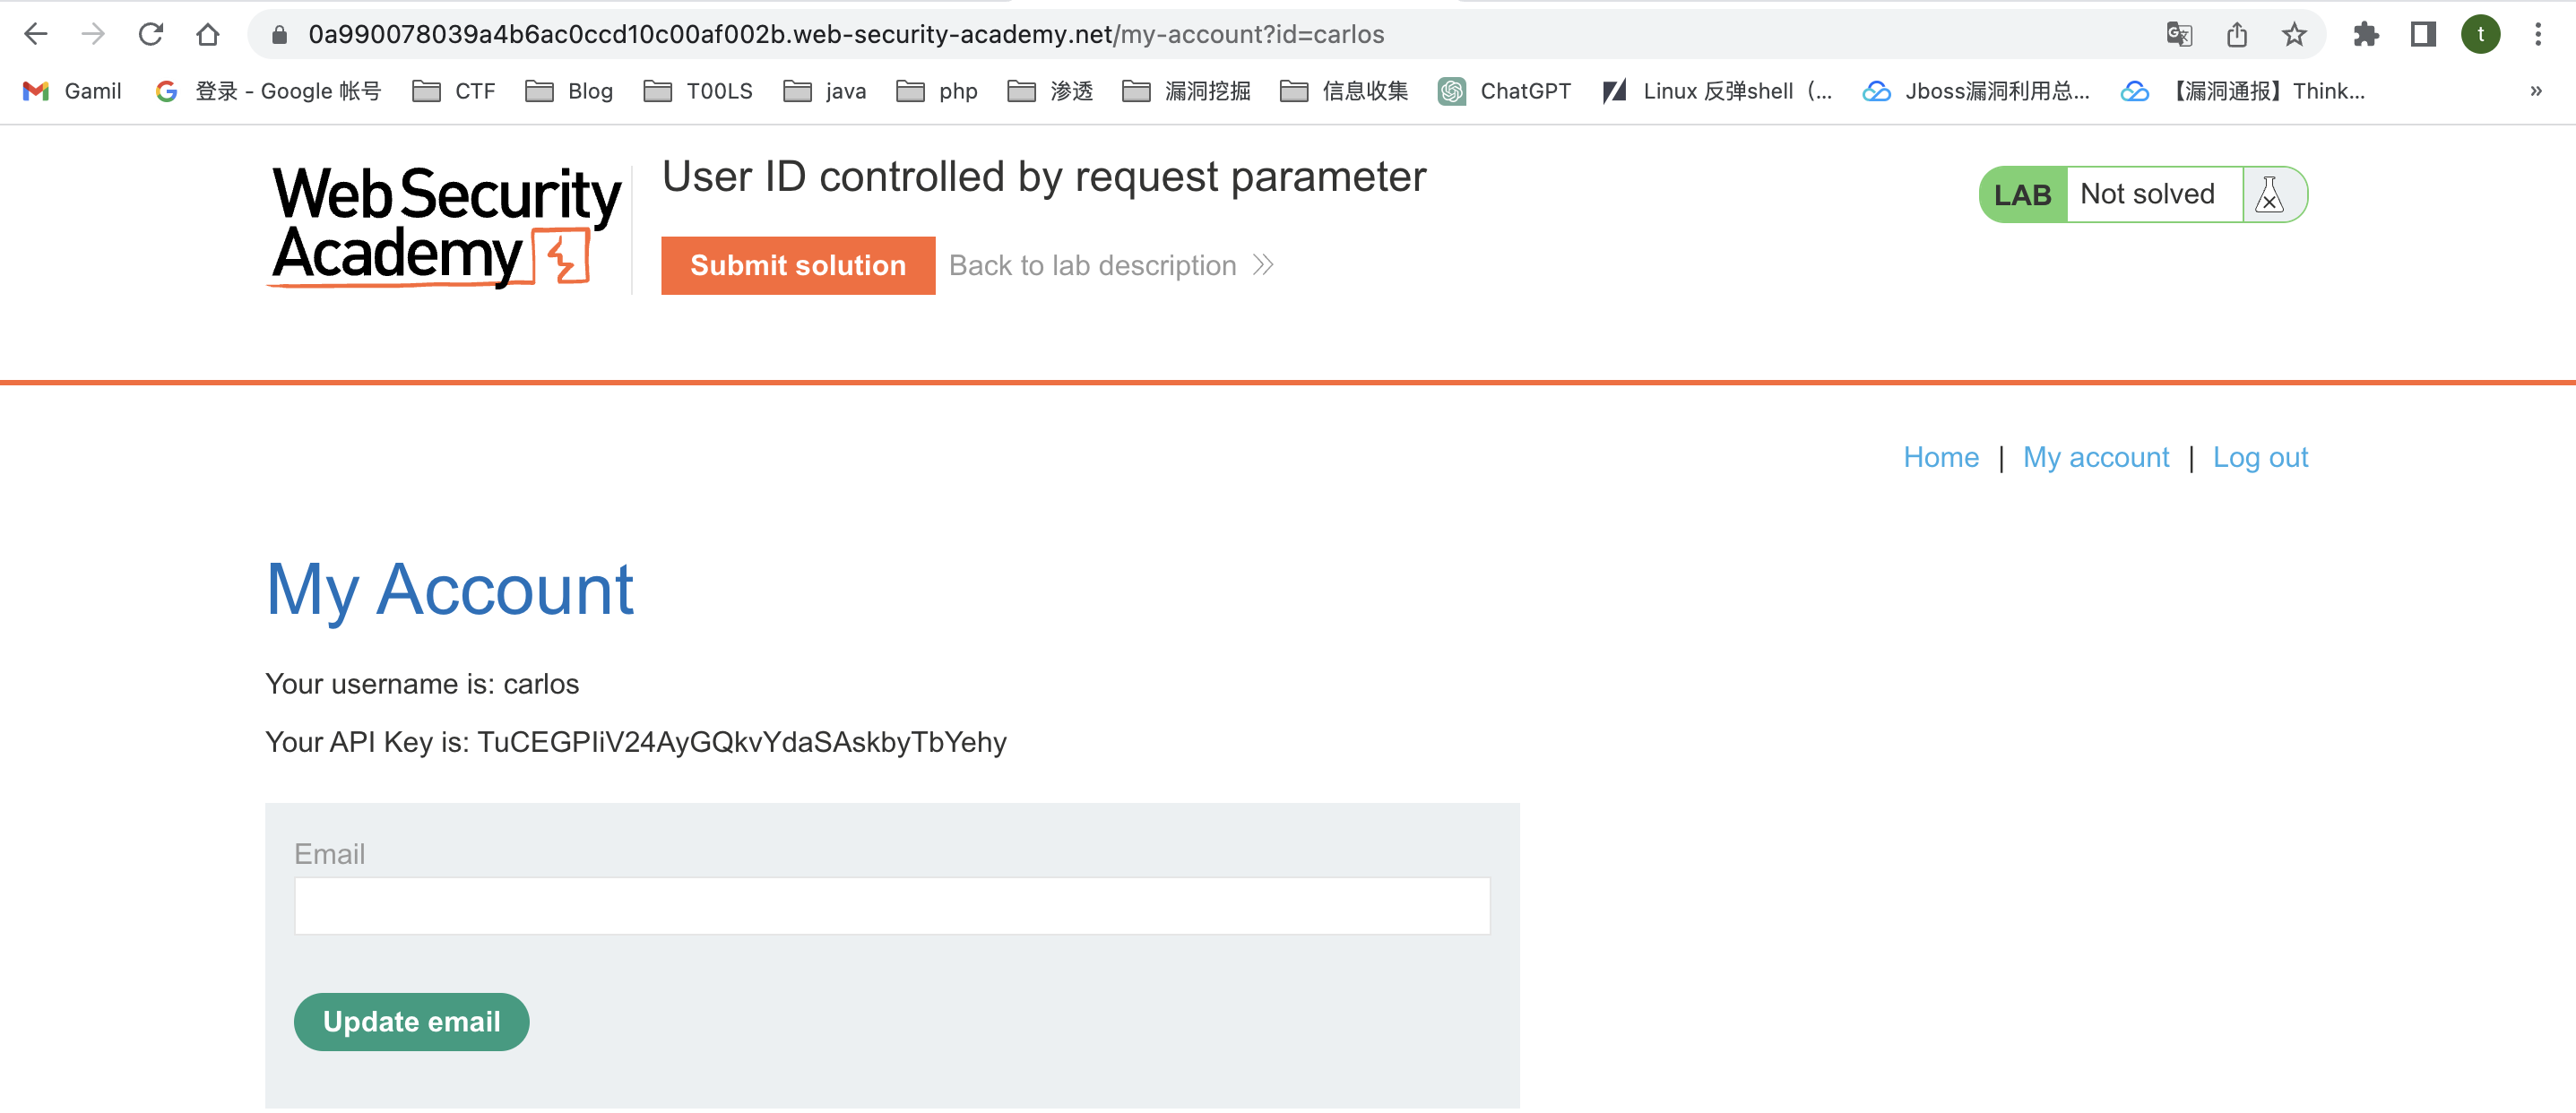 0a990078039a4b6ac0ccd10c00af002b.web-security-academy.net/my-account?id=carlos
t
Gamil 登录 - Google 帐号 CTF Blog T00LS java php 渗透 漏洞挖掘 信息收集 ChatGPT Linux 反弹shell（... Jboss漏洞利用总... 【漏洞通报】Think... »
Web Security
Academy
User ID controlled by request parameter
LAB Not solved
Submit solution Back to lab description
Home | My account | Log out
My Account
Your username is: carlos
Your API Key is: TuCEGPIiV24AyGQkvYdaSAskbyTbYehy
Email
Update email